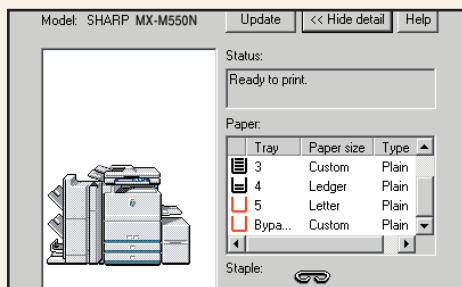 Model: SHARP MX-M550N Update << Hide detail Help
Status:
Ready to print.
Paper:
Tray Paper size Type
3 Custom Plain
4 Ledger Plain
5 Letter Plain
Bypa... Custom Plain
Staple: